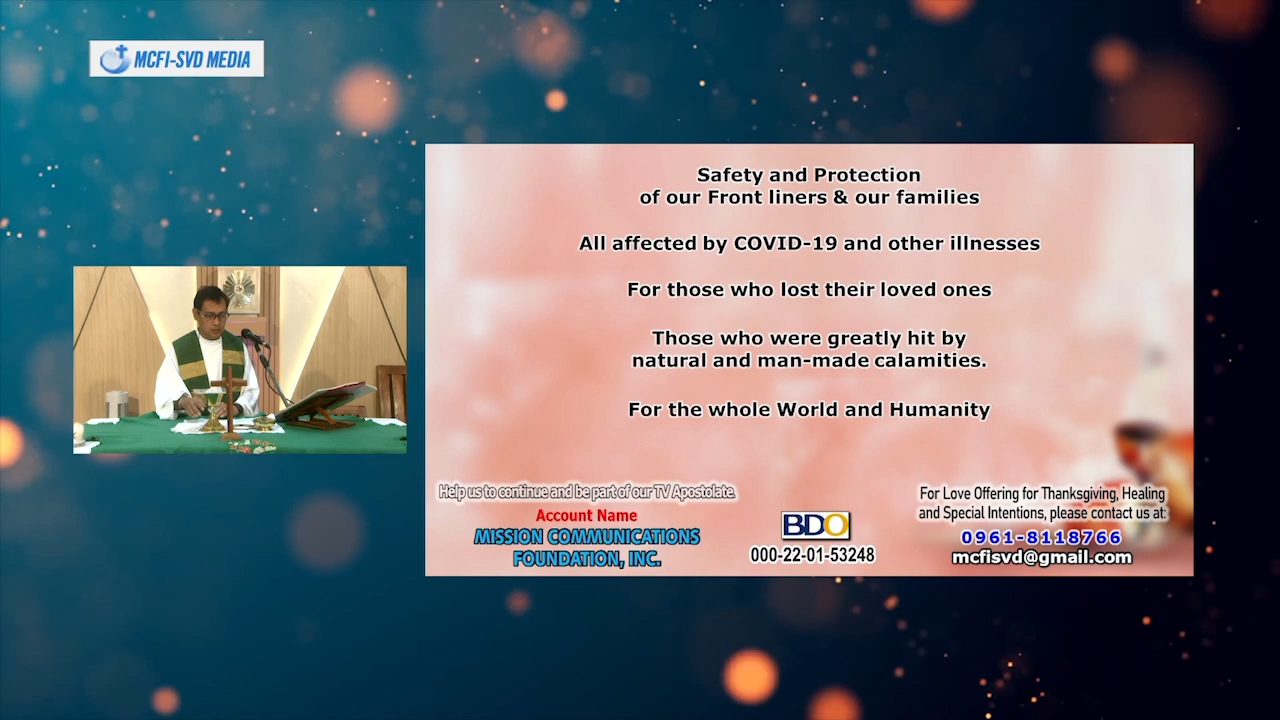 MCFI-SVD MEDIA
Safety and Protection
of our Front liners & our families
All affected by COVID-19 and other illnesses
For those who lost their loved ones
Those who were greatly hit by
natural and man-made calamities.
For the whole World and Humanity
Help us to continue and be part of our TV Apostolate.
Account Name
MISSION COMMUNICATIONS
FOUNDATION, INC.
BDO
000-22-01-53248
For Love Offering for Thanksgiving, Healing
and Special Intentions, please contact us at:
0961-8118766
mcfisvd@gmail.com